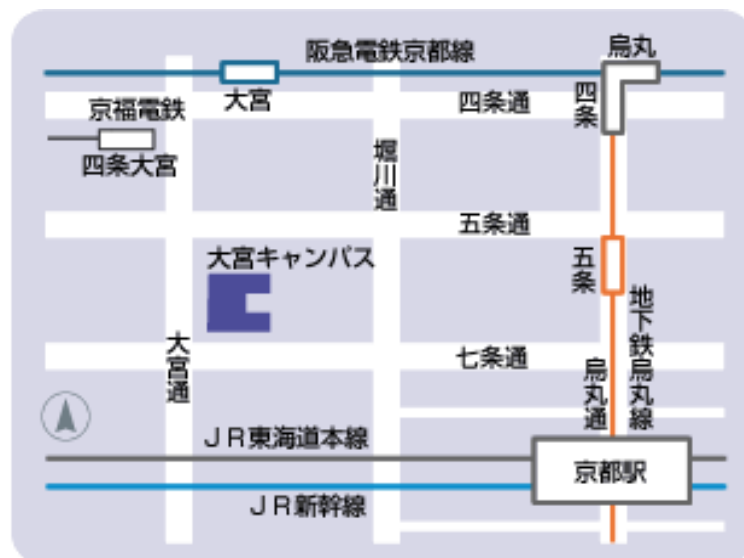 阪急電鉄京都線
烏丸
大宮
四条通
四条
京福電鉄
四条大宮
堀川通
五条通
大宮キャンパス
五条
地下鉄烏丸線
大宮通
七条通
烏丸通
ＪＲ東海道本線
京都駅
ＪＲ新幹線